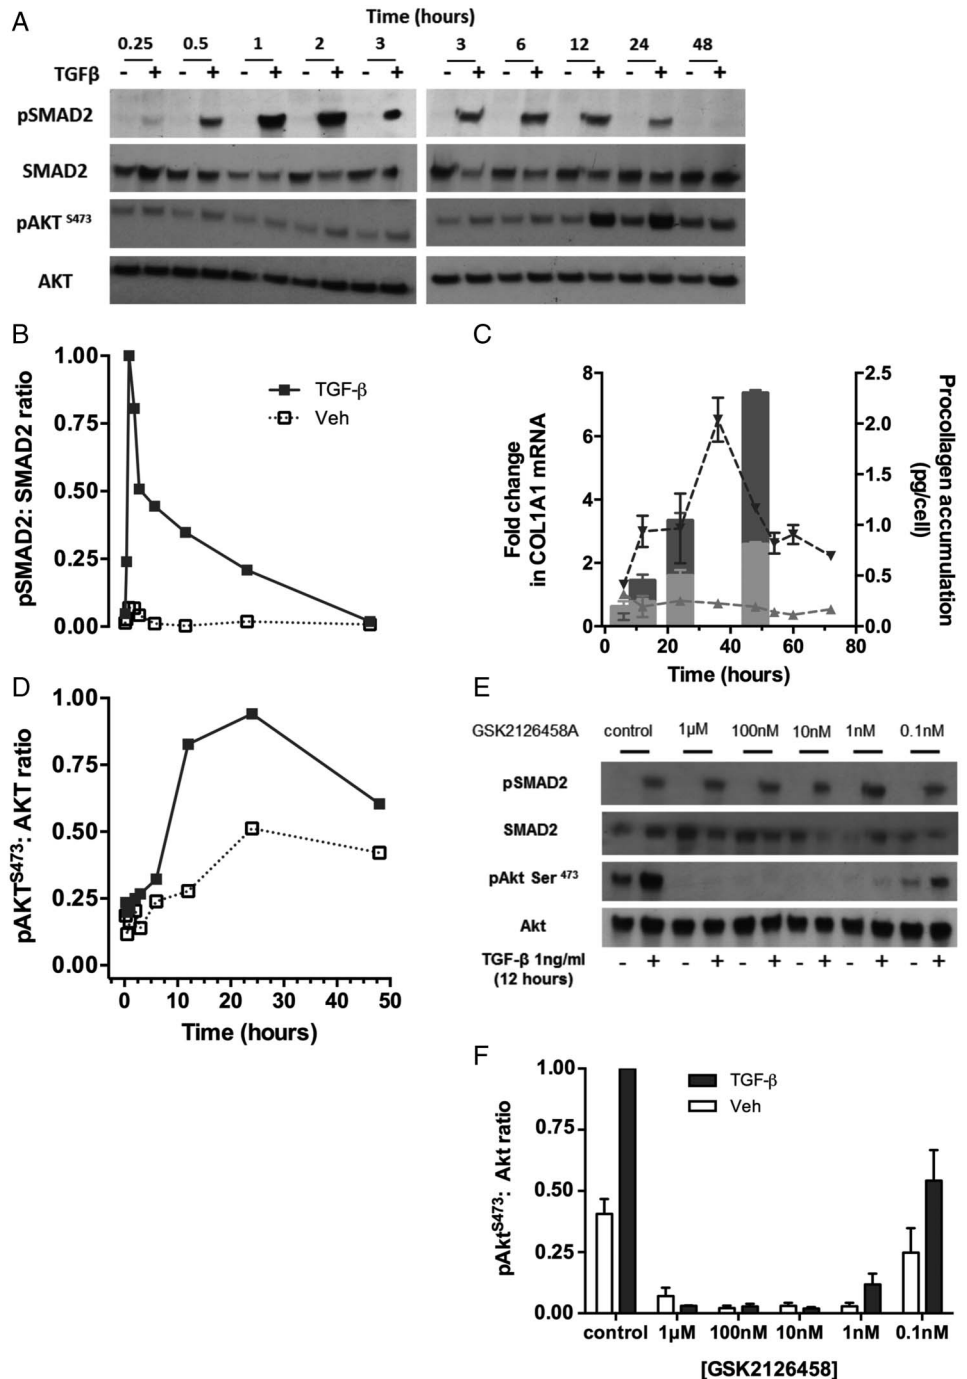 A
Time (hours)
0.25 0.5 1 2 3 3 6 12 24 48
TGFβ - + - + - + - + - + - + - + - + - + - +
pSMAD2
SMAD2
pAKT S473
AKT
B
pSMAD2: SMAD2 ratio
1.00
0.75
0.50
0.25
0.00
TGF-β
Veh
C
Fold change
in COL1A1 mRNA
8
6
4
2
0
2.5
2.0
1.5
1.0
0.5
0.0
Procollagen accumulation
(pg/cell)
0 20 40 60 80
Time (hours)
D
pAKTS473: AKT ratio
1.00
0.75
0.50
0.25
0.00
0 10 20 30 40 50
Time (hours)
E
GSK2126458A control 1µM 100nM 10nM 1nM 0.1nM
pSMAD2
SMAD2
pAkt Ser 473
Akt
TGF-β 1ng/ml - + - + - + - + - + - +
(12 hours)
F
pAktS473: Akt ratio
1.00
0.75
0.50
0.25
0.00
TGF-β
Veh
control 1µM 100nM 10nM 1nM 0.1nM
[GSK2126458]